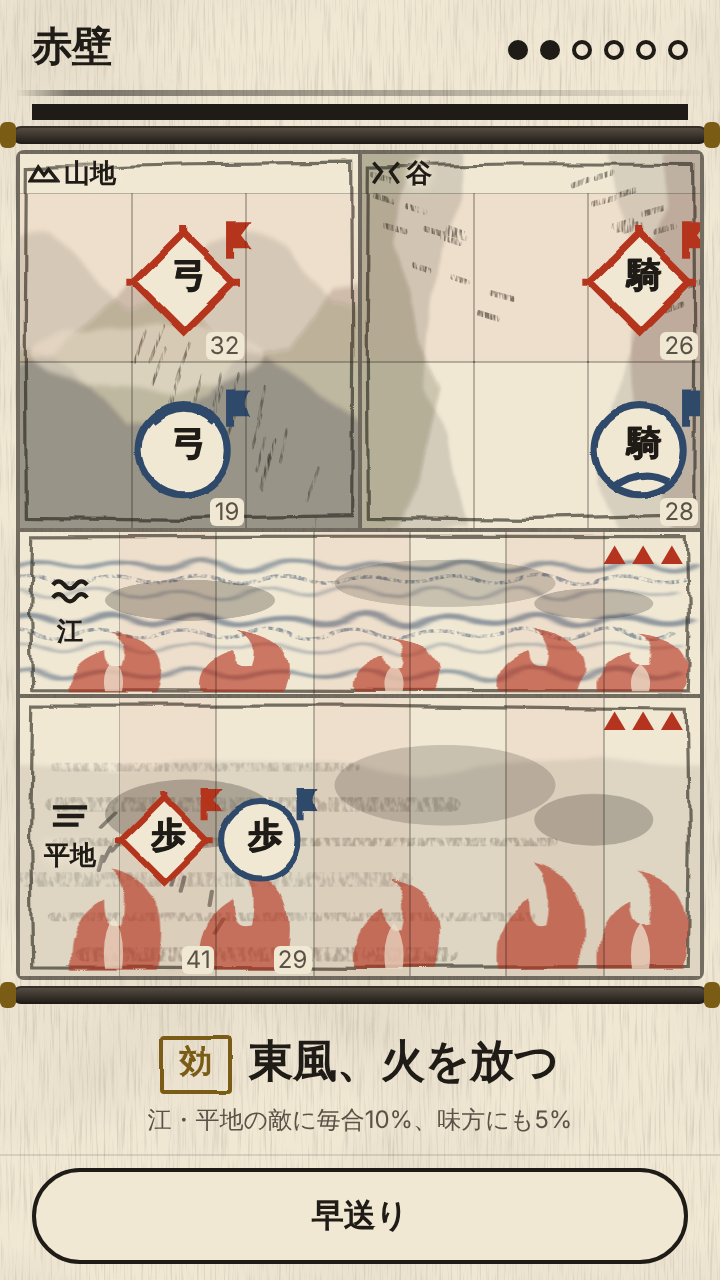 赤壁
山地
谷
弓
騎
32
26
弓
騎
19
28
江
平地
歩
歩
41
29
効
東風、火を放つ
江・平地の敵に毎合10%、味方にも5%
早送り